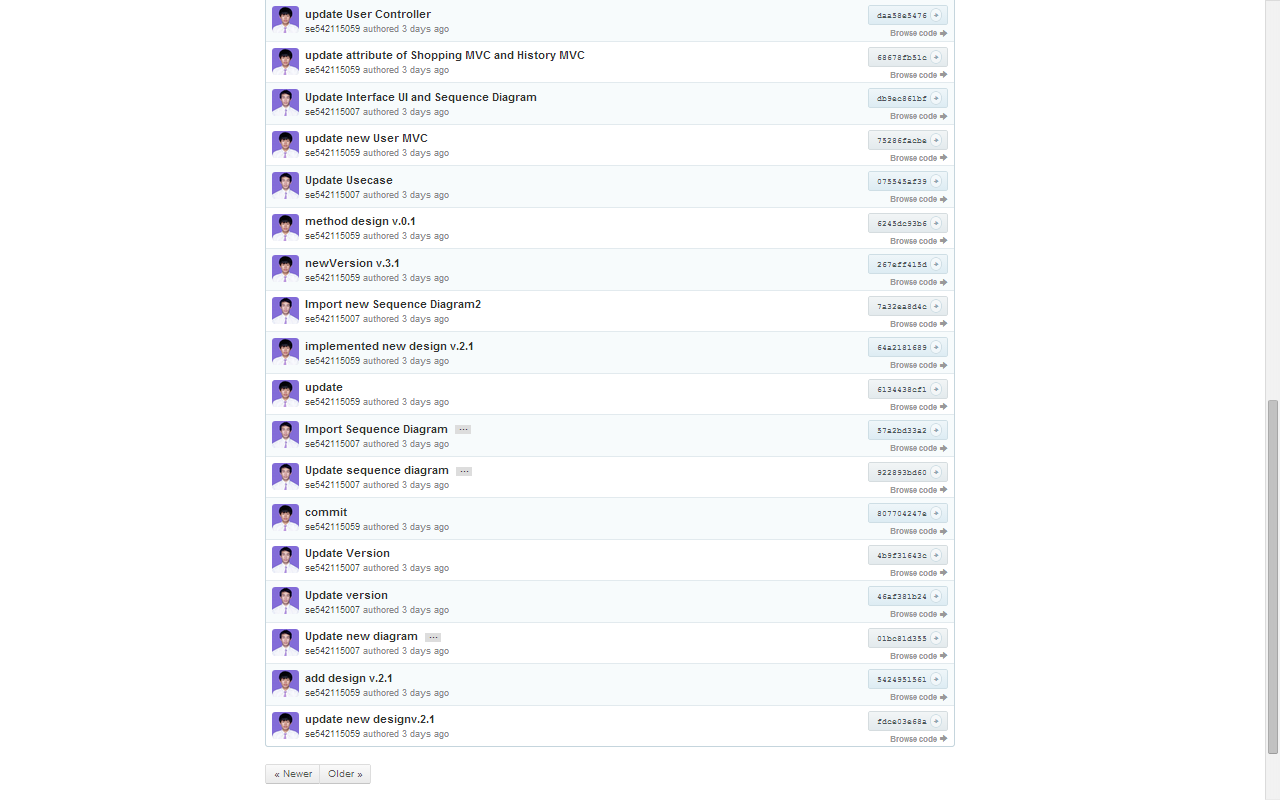 update User Controller
daa58e5476
se542115059 authored 3 days ago
Browse code
update attribute of Shopping MVC and History MVC
68678fb51c
se542115059 authored 3 days ago
Browse code
Update Interface UI and Sequence Diagram
db9ec861bf
se542115007 authored 3 days ago
Browse code
update new User MVC
75286facbe
se542115059 authored 3 days ago
Browse code
Update Usecase
075545af39
se542115007 authored 3 days ago
Browse code
method design v.0.1
6245dc93b6
se542115059 authored 3 days ago
Browse code
newVersion v.3.1
267eff415d
se542115059 authored 3 days ago
Browse code
Import new Sequence Diagram2
7a32ea8d4c
se542115007 authored 3 days ago
Browse code
implemented new design v.2.1
64a2181689
se542115059 authored 3 days ago
Browse code
update
6134438cf1
se542115059 authored 3 days ago
Browse code
Import Sequence Diagram ...
57a2bd33a2
se542115007 authored 3 days ago
Browse code
Update sequence diagram ...
922893bd60
se542115007 authored 3 days ago
Browse code
commit
807704247e
se542115059 authored 3 days ago
Browse code
Update Version
4b9f31643c
se542115007 authored 3 days ago
Browse code
Update version
46af381b24
se542115007 authored 3 days ago
Browse code
Update new diagram ...
01bc81d355
se542115007 authored 3 days ago
Browse code
add design v.2.1
5424951561
se542115059 authored 3 days ago
Browse code
update new designv.2.1
fdce03e68a
se542115059 authored 3 days ago
Browse code
« Newer Older »